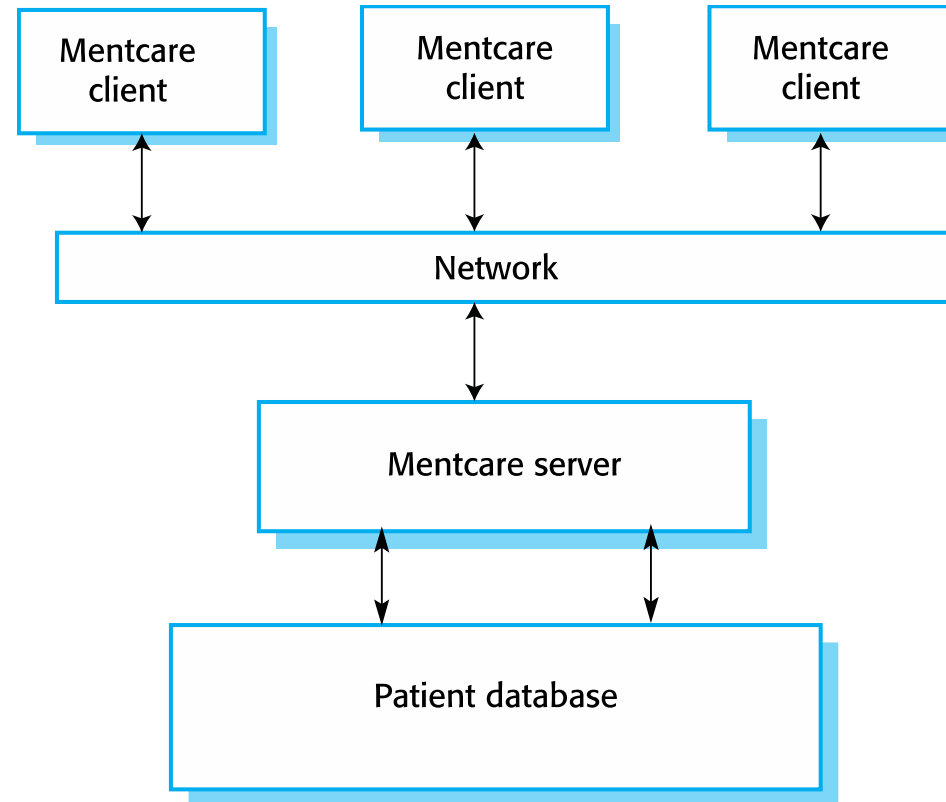 Mentcare
client
Mentcare
client
Mentcare
client
Network
Mentcare server
Patient database